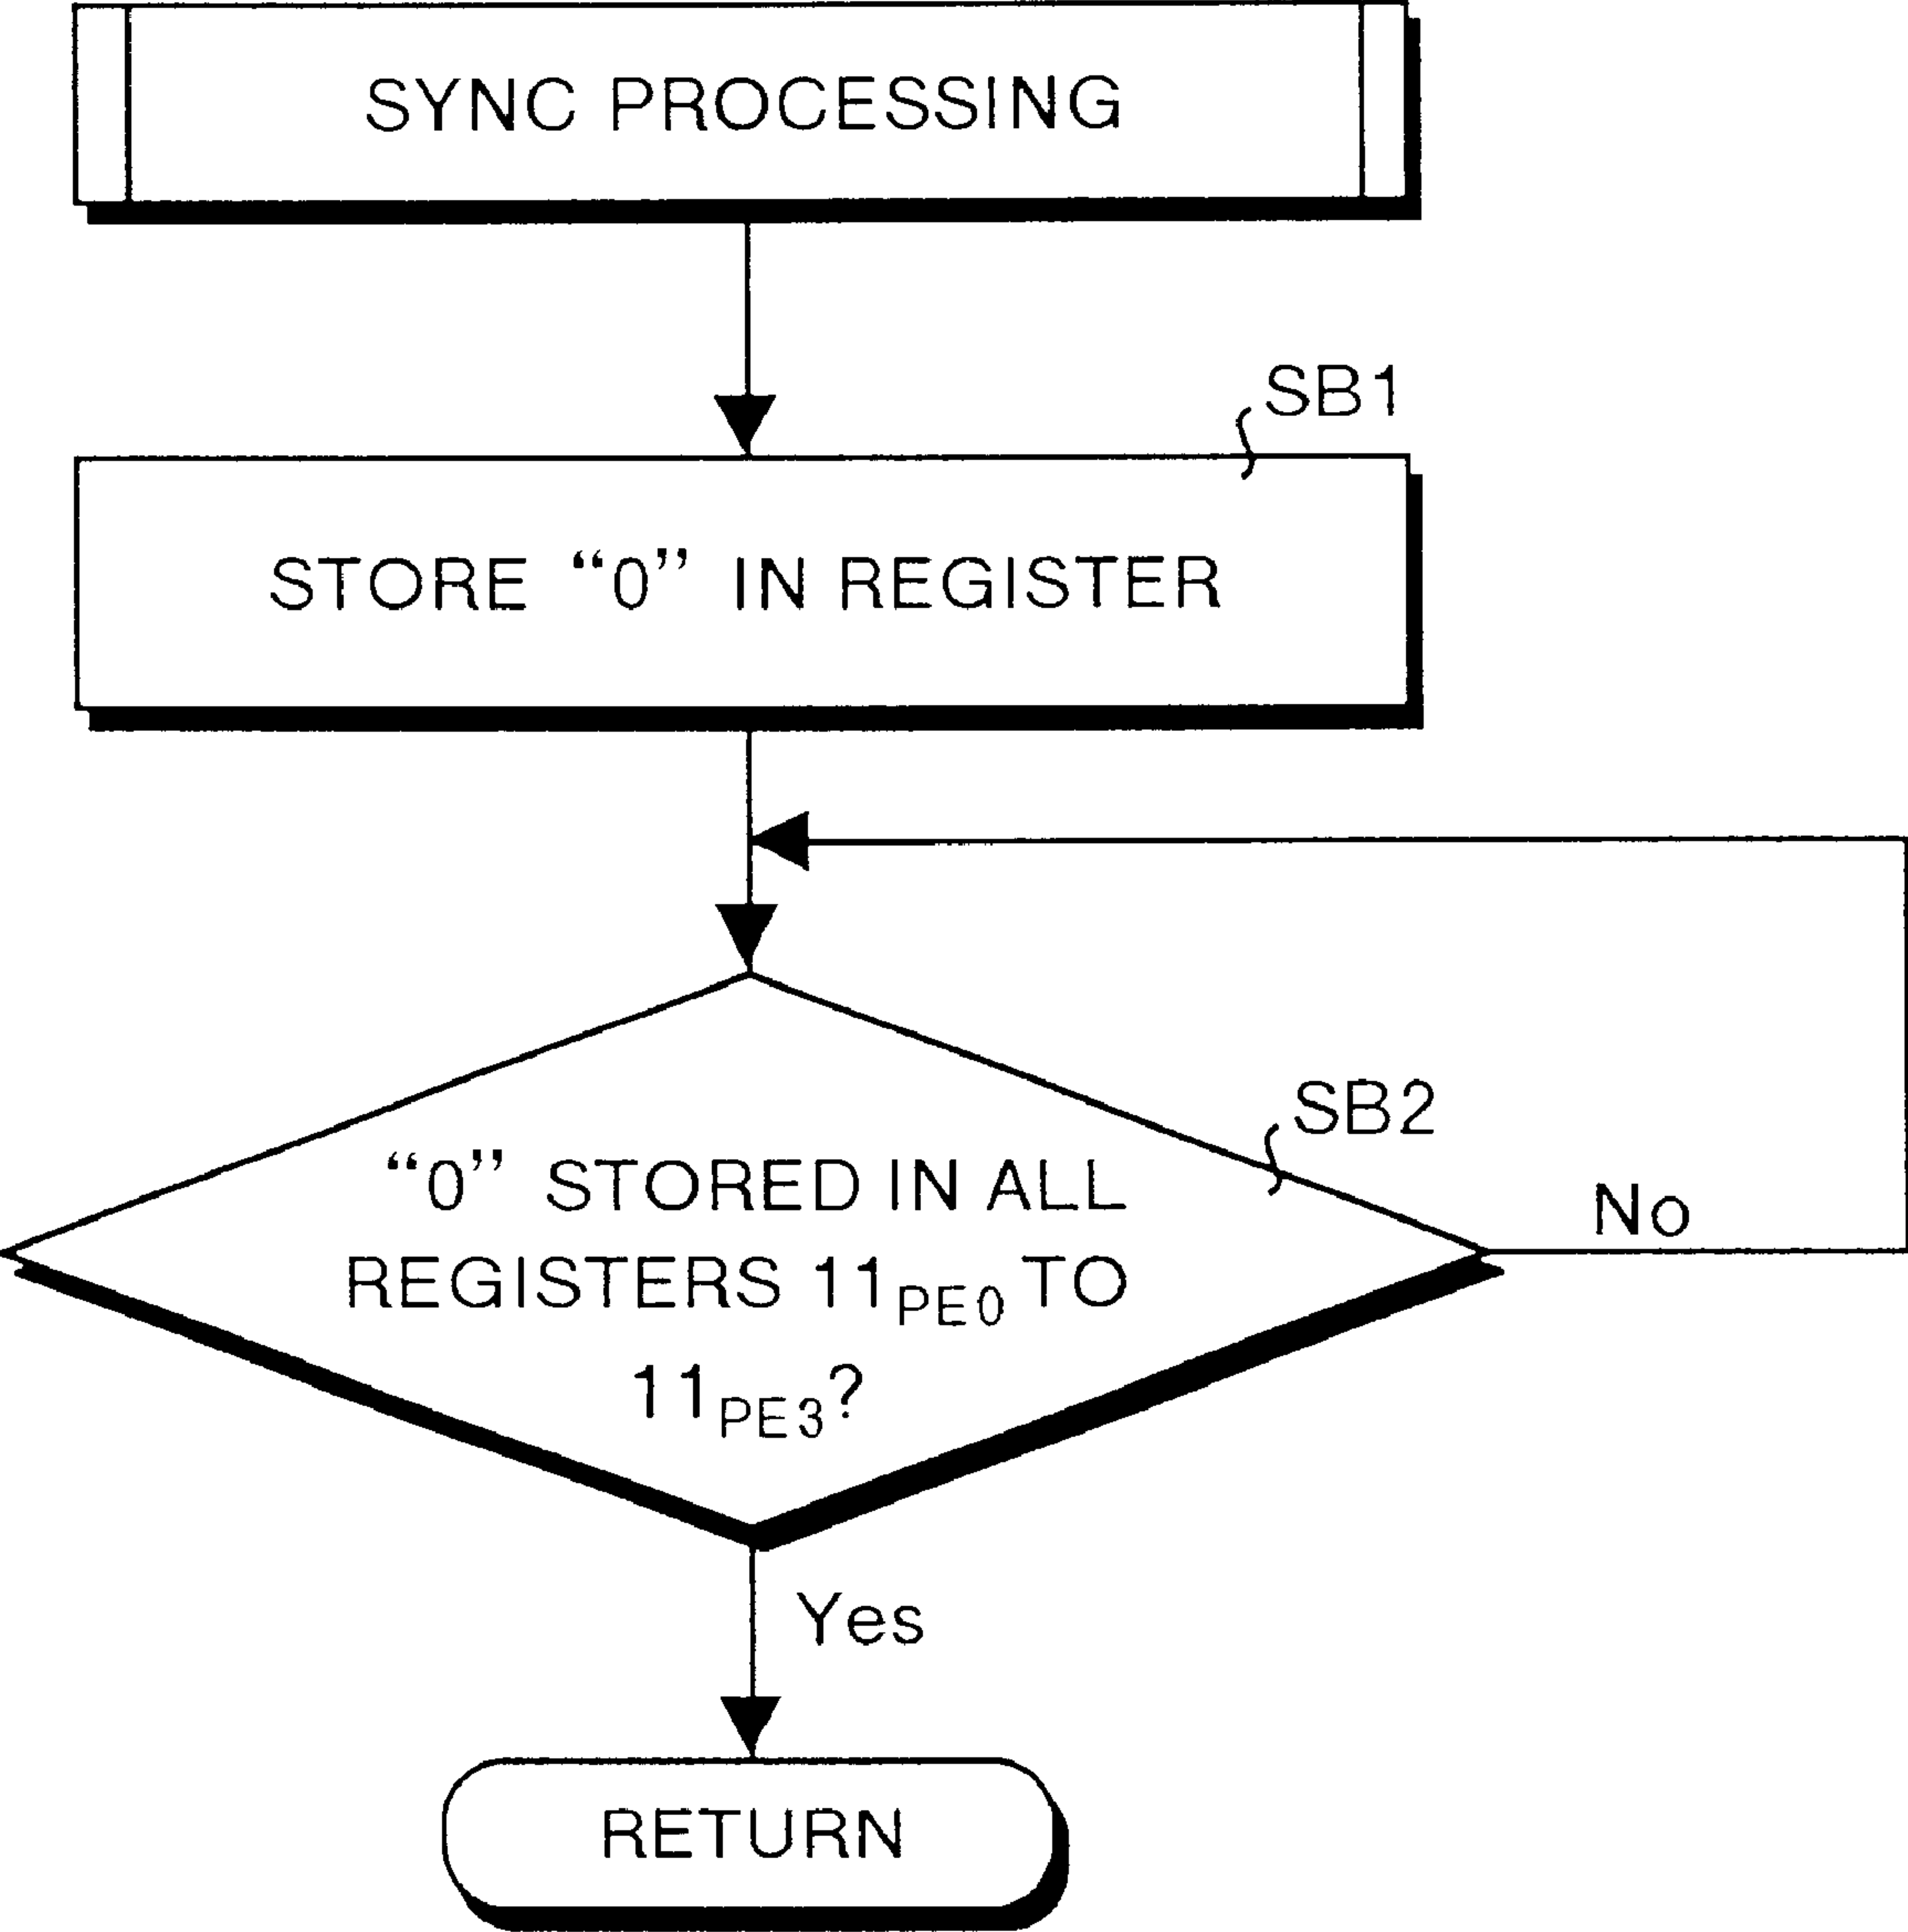 SYNC PROCESSING
SB1
STORE “0” IN REGISTER
SB2
“0” STORED IN ALL
No
REGISTERS 11PE0 TO
11PE3?
Yes
RETURN